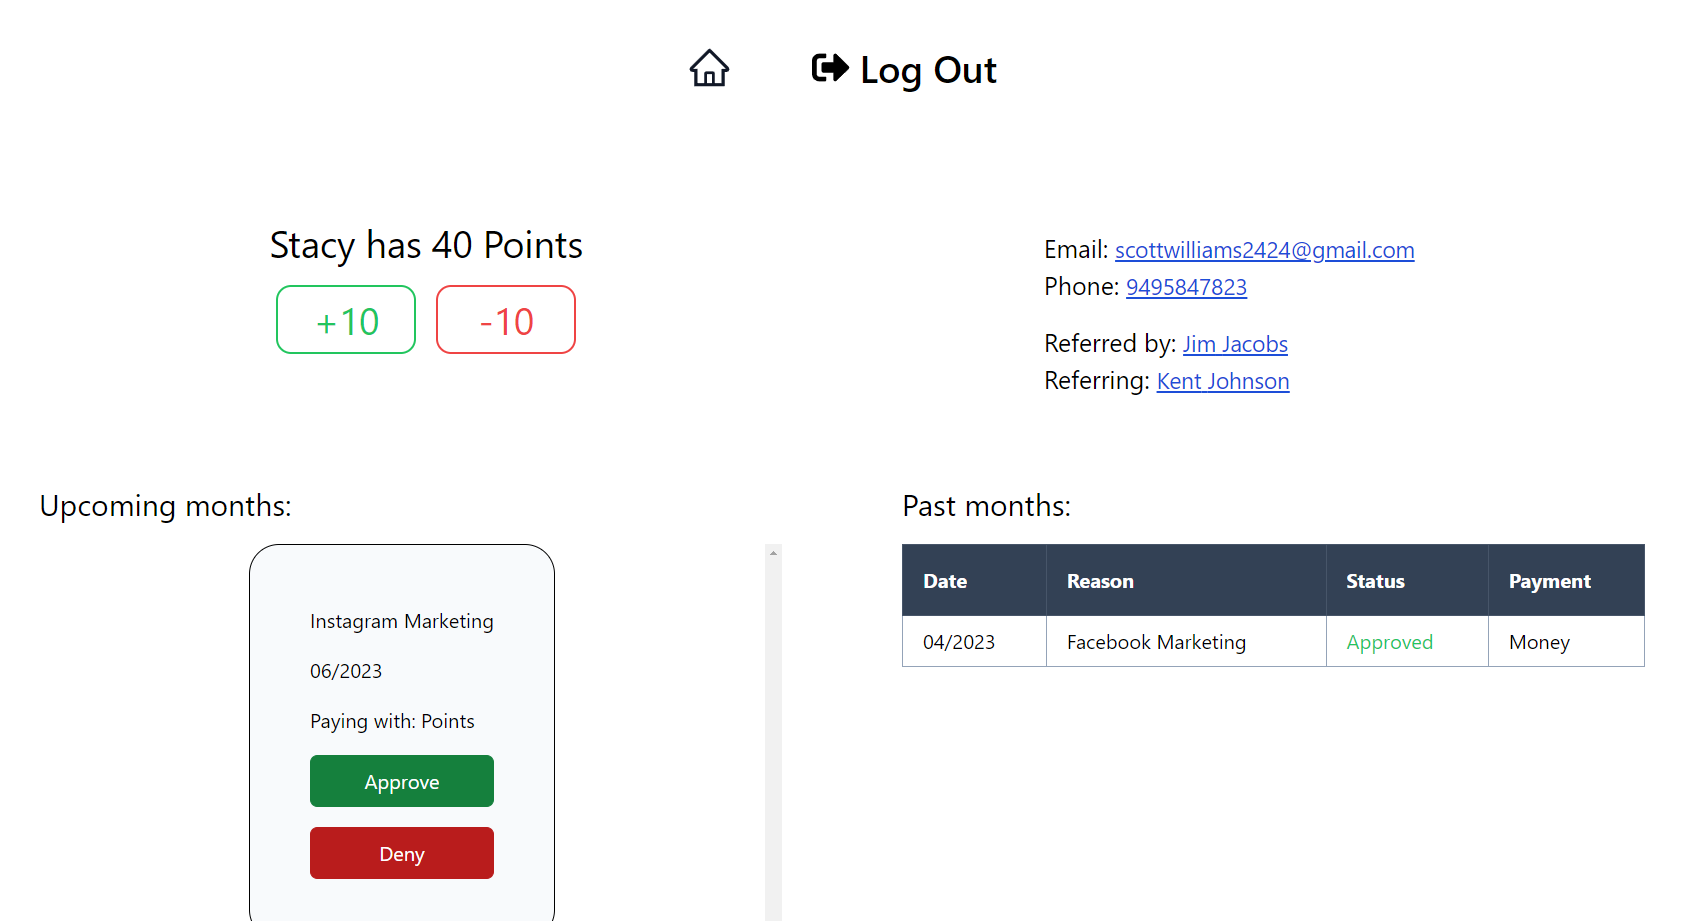 Log Out
Stacy has 40 Points
+10 -10
Email: scottwilliams2424@gmail.com
Phone: 9495847823
Referred by: Jim Jacobs
Referring: Kent Johnson
Upcoming months:
Instagram Marketing
06/2023
Paying with: Points
Approve
Deny
Past months:
Date Reason Status Payment
04/2023 Facebook Marketing Approved Money